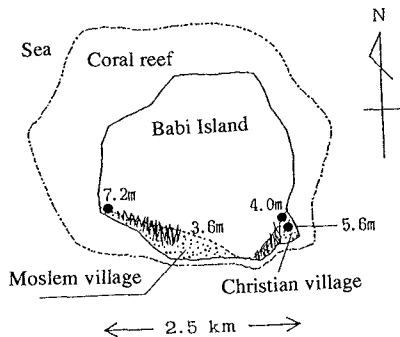 N
Sea
Coral reef
Babi Island
7.2m
3.6m
4.0m
5.6m
Moslem village
Christian village
2.5 km